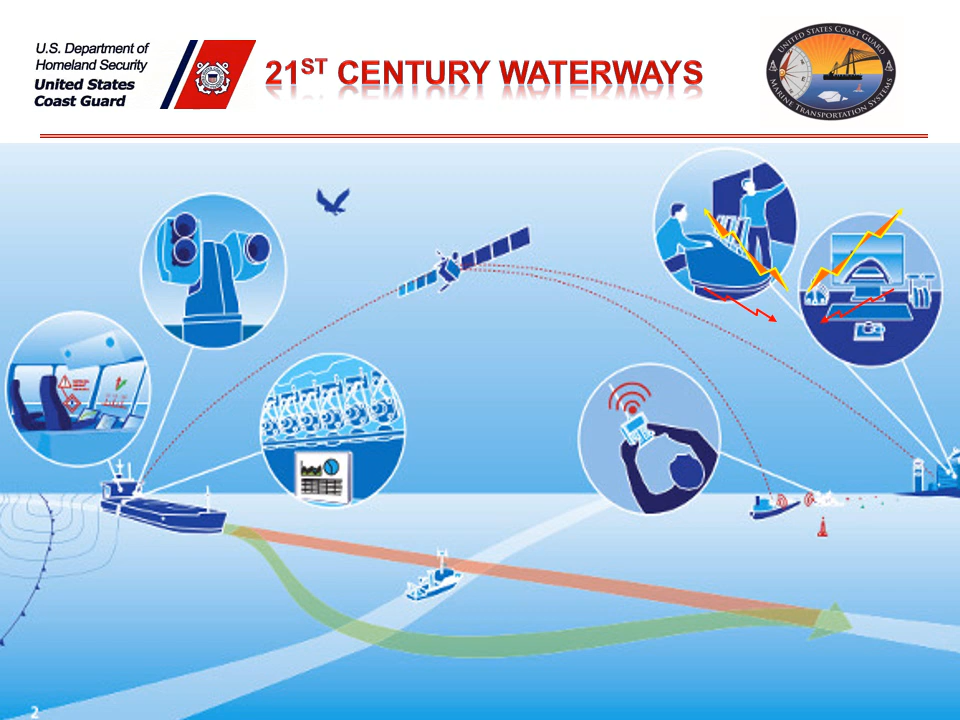 U.S. Department of
Homeland Security
United States
Coast Guard
21ST CENTURY WATERWAYS
UNITED STATES COAST GUARD
MARINE TRANSPORTATION SYSTEMS
2